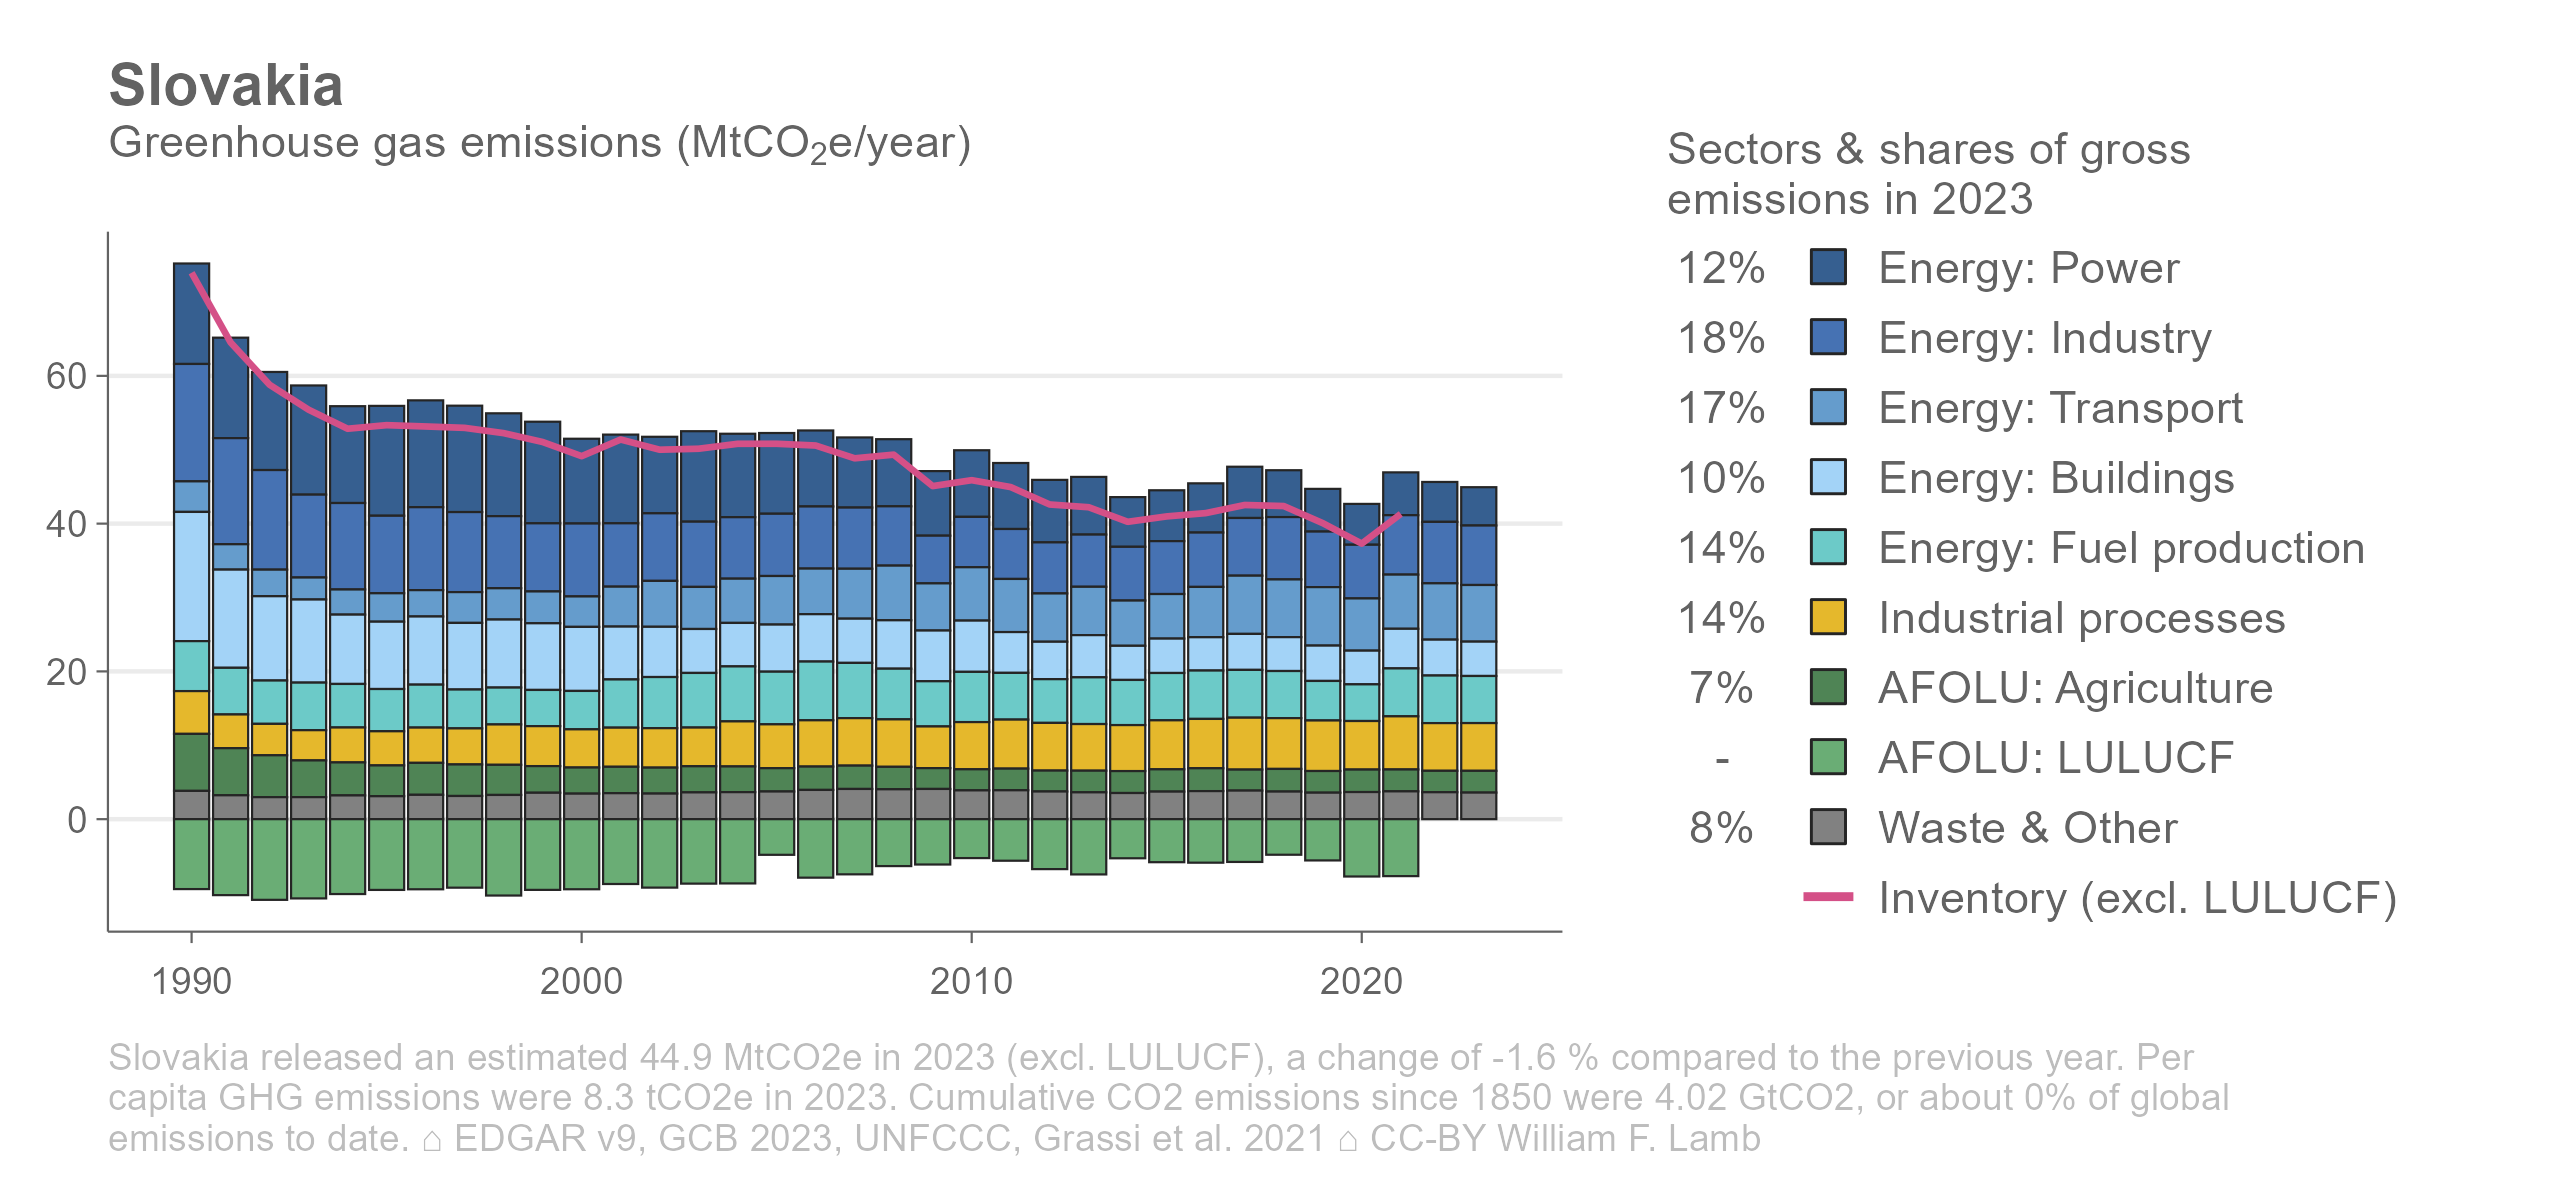 Slovakia
Greenhouse gas emissions (MtCO₂e/year)
60
40
20
0
1990
2000
2010
2020
Sectors & shares of gross
emissions in 2023
12% Energy: Power
18% Energy: Industry
17% Energy: Transport
10% Energy: Buildings
14% Energy: Fuel production
14% Industrial processes
7% AFOLU: Agriculture
- AFOLU: LULUCF
8% Waste & Other
Inventory (excl. LULUCF)
Slovakia released an estimated 44.9 MtCO2e in 2023 (excl. LULUCF), a change of -1.6 % compared to the previous year. Per
capita GHG emissions were 8.3 tCO2e in 2023. Cumulative CO2 emissions since 1850 were 4.02 GtCO2, or about 0% of global
emissions to date. ⌂ EDGAR v9, GCB 2023, UNFCCC, Grassi et al. 2021 ⌂ CC-BY William F. Lamb